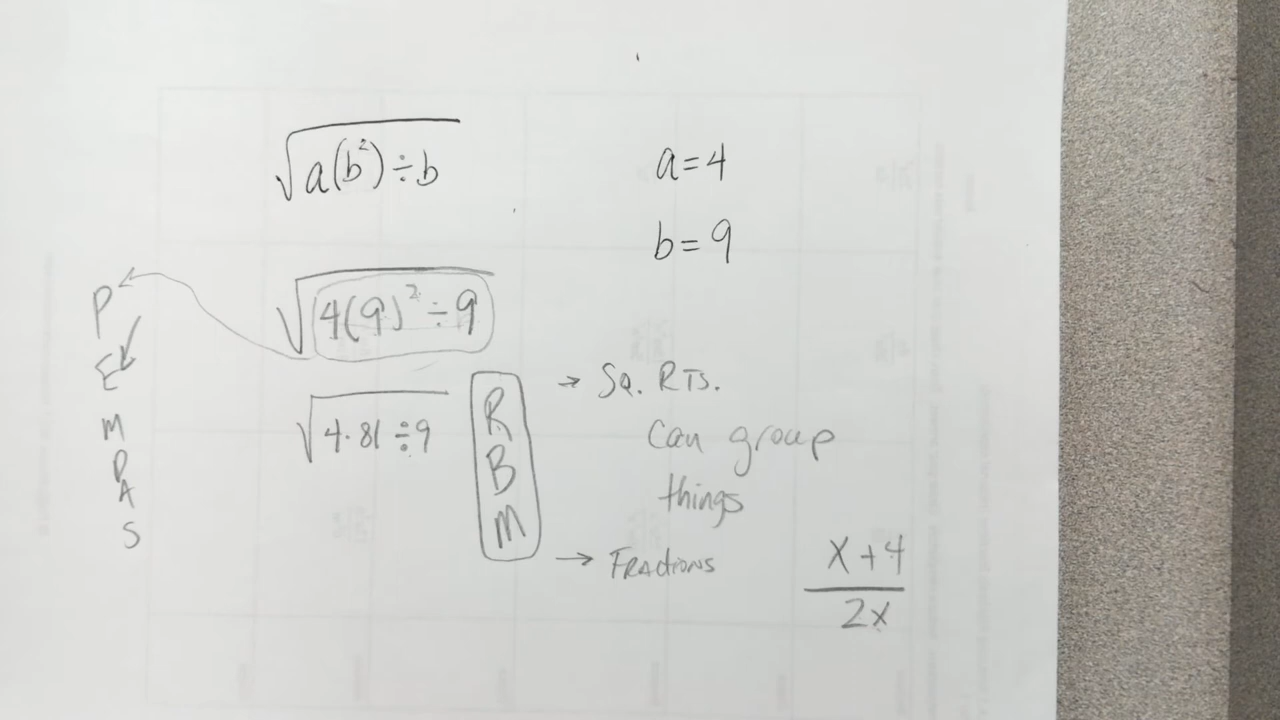 √a(b²)÷b
a=4
b=9
√4(9)²÷9
P
E
M
D
A
S
√4·81÷9
R
B
M
→ SQ. RTS.
Can group
things
→ FRACTIONS
X+4
2x